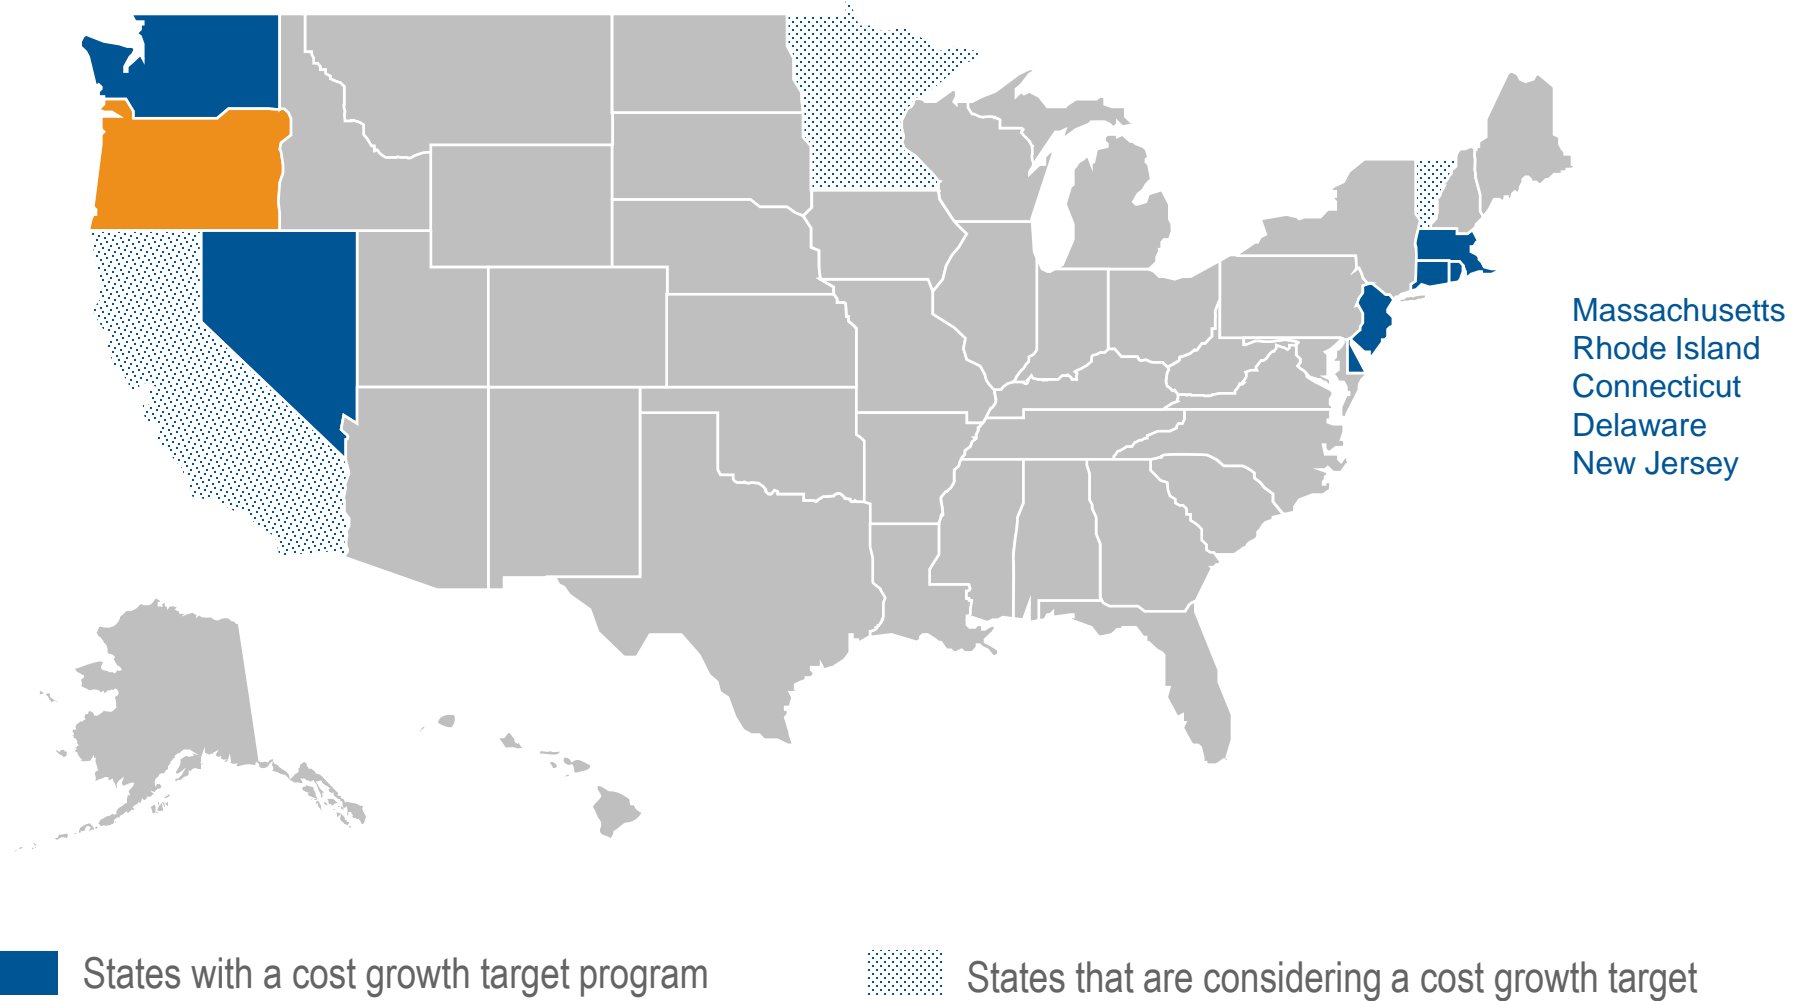 Massachusetts
Rhode Island
Connecticut
Delaware
New Jersey
States with a cost growth target program
States that are considering a cost growth target